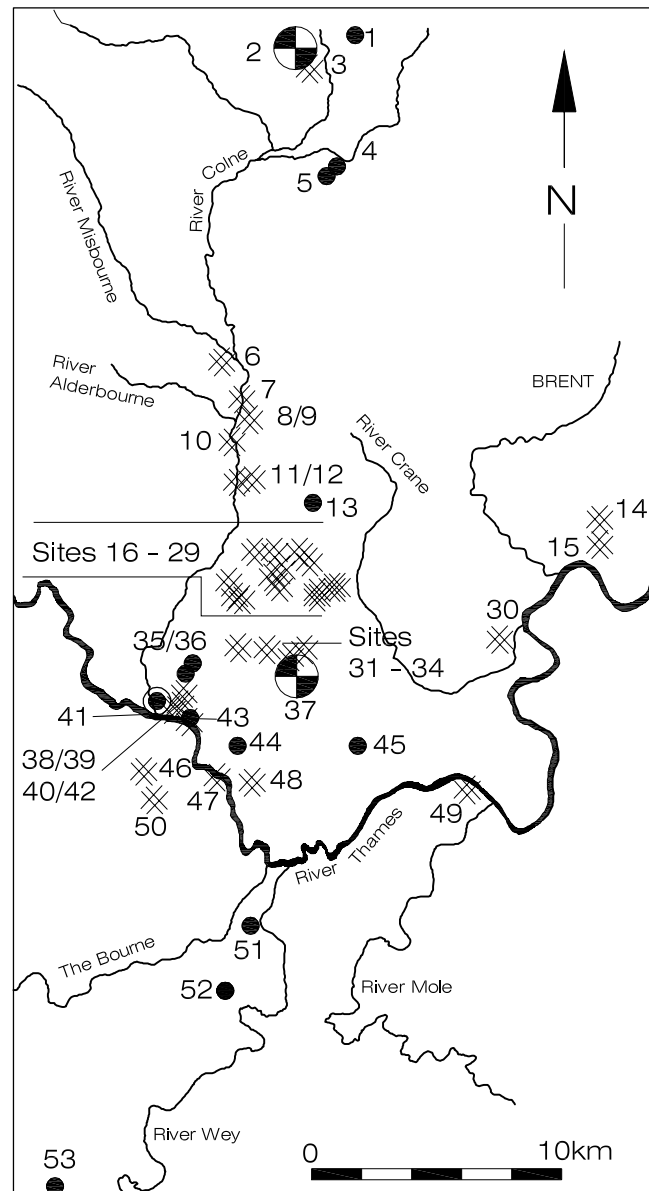 1
2
3
4
5
River Colne
River Misbourne
N
6
River
Alderbourne
7
8/9
BRENT
10
River Crane
11/12
13
14
15
Sites 16 - 29
30
35/36
Sites
31 - 34
37
41
43
38/39
40/42
44
45
46
47
48
49
50
River Thames
51
The Bourne
52
River Mole
River Wey
53
0
10km